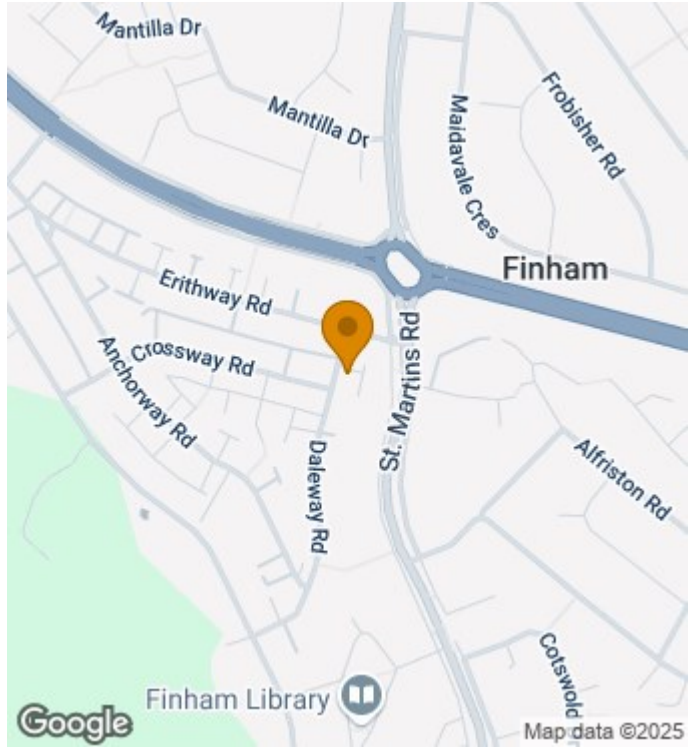 Mantilla Dr
Mantilla Dr
Maidavale Cres
Frobisher Rd
Finham
Erithway Rd
Crossway Rd
Anchorway Rd
St. Martins Rd
Daleway Rd
Alfriston Rd
Cotswold
Finham Library
Google
Map data ©2025